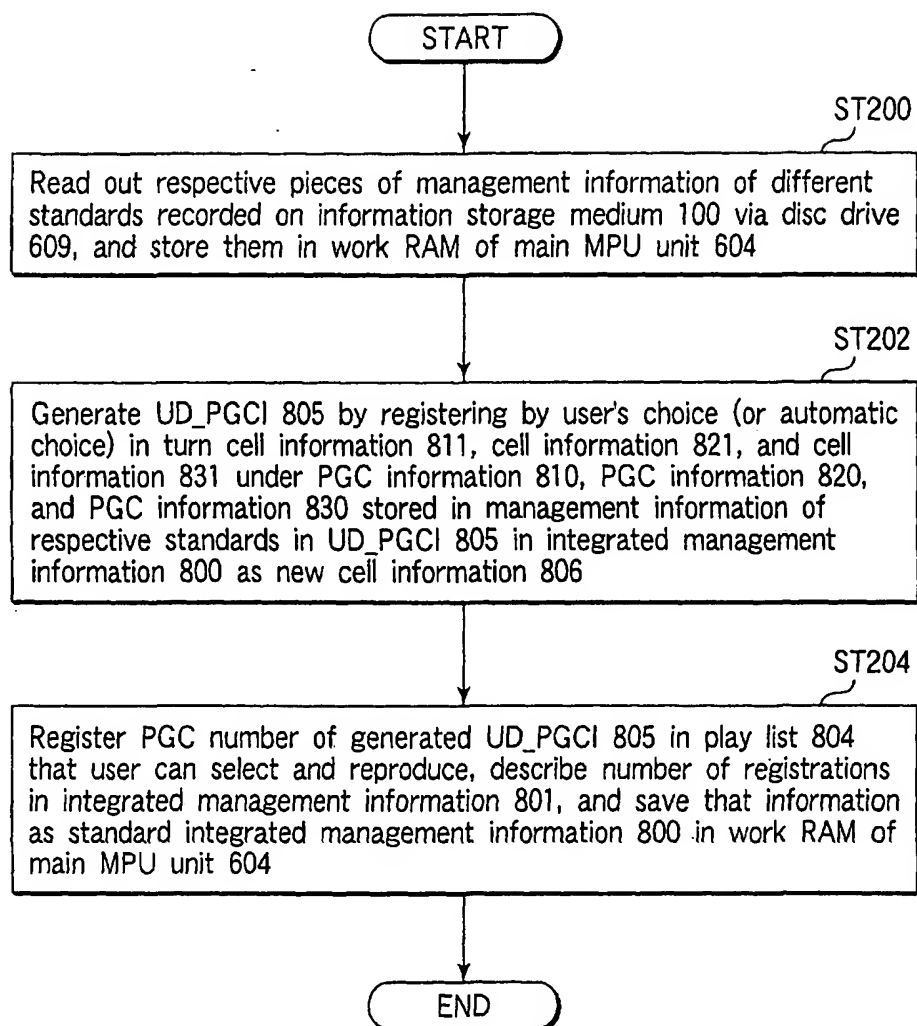 START
ST200
Read out respective pieces of management information of different
standards recorded on information storage medium 100 via disc drive
609, and store them in work RAM of main MPU unit 604
ST202
Generate UD_PGCI 805 by registering by user's choice (or automatic
choice) in turn cell information 811, cell information 821, and cell
information 831 under PGC information 810, PGC information 820,
and PGC information 830 stored in management information of
respective standards in UD_PGCI 805 in integrated management
information 800 as new cell information 806
ST204
Register PGC number of generated UD_PGCI 805 in play list 804
that user can select and reproduce, describe number of registrations
in integrated management information 801, and save that information
as standard integrated management information 800 in work RAM of
main MPU unit 604
END